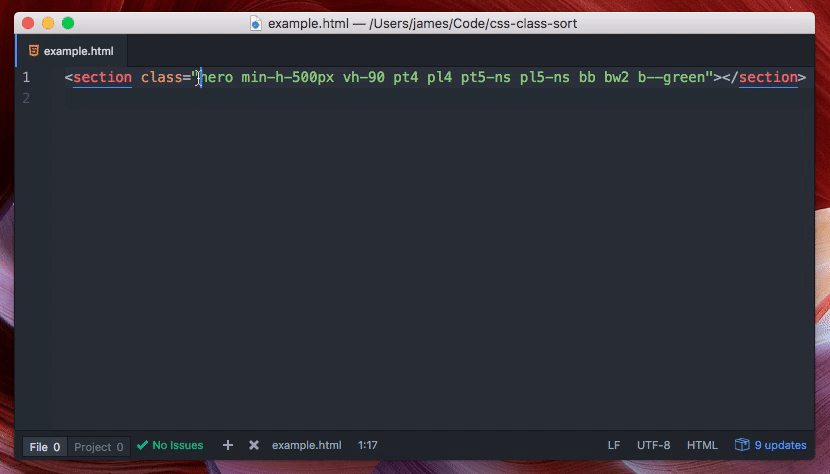 example.html — /Users/james/Code/css-class-sort
example.html
1 <section class="hero min-h-500px vh-90 pt4 pl4 pt5-ns pl5-ns bb bw2 b--green"></section>
2
File 0 Project 0 No Issues + × example.html 1:17 LF UTF-8 HTML 9 updates